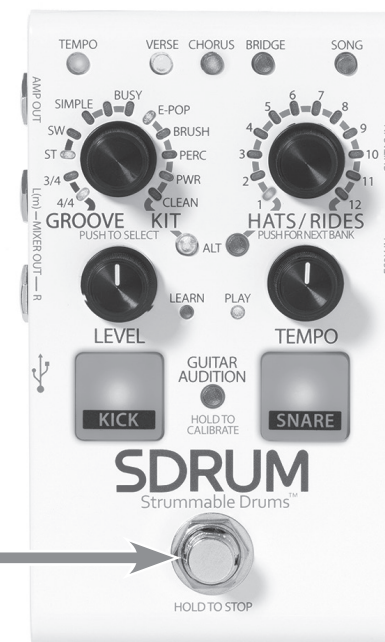 TEMPO VERSE CHORUS BRIDGE SONG
AMP OUT
L(m) — MIXER OUT — R
4/4
3/4
ST
SW
SIMPLE
BUSY
E-POP
BRUSH
PERC
PWR
CLEAN
GROOVE KIT
PUSH TO SELECT
1
2
3
4
5
6
7
8
9
10
11
12
HATS/RIDES
PUSH FOR NEXT BANK
ALT
LEARN PLAY
LEVEL TEMPO
GUITAR
AUDITION
HOLD TO
CALIBRATE
KICK SNARE
SDRUM
Strummable Drums™
HOLD TO STOP